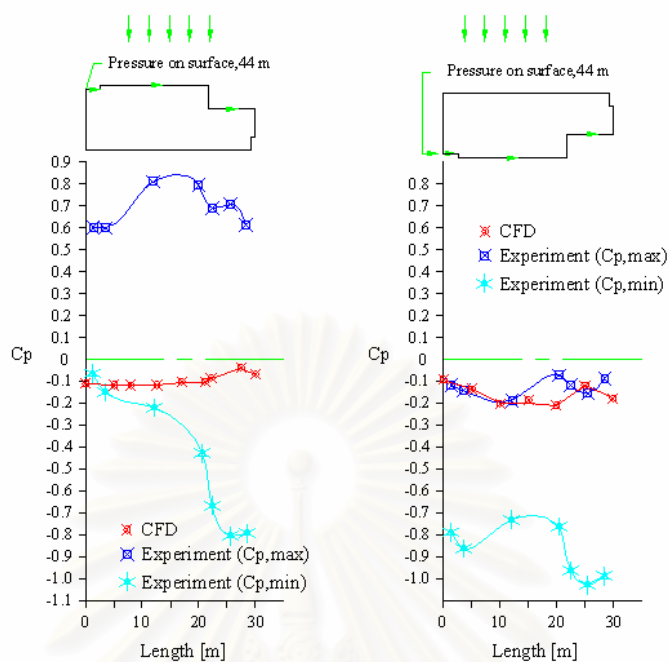 Pressure on surface,44 m
0.9
0.8
0.7
0.6
0.5
0.4
0.3
0.2
0.1
Cp
0
-0.1
-0.2
-0.3
-0.4
-0.5
-0.6
-0.7
-0.8
-0.9
-1.0
-1.1
CFD
Experiment (Cp,max)
Experiment (Cp,min)
0 10 20 30
Length [m]
Pressure on surface,44 m
0.9
0.8
0.7
0.6
0.5
0.4
0.3
0.2
0.1
Cp
0
-0.1
-0.2
-0.3
-0.4
-0.5
-0.6
-0.7
-0.8
-0.9
-1.0
CFD
Experiment (Cp,max)
Experiment (Cp,min)
0 10 20 30
Length [m]